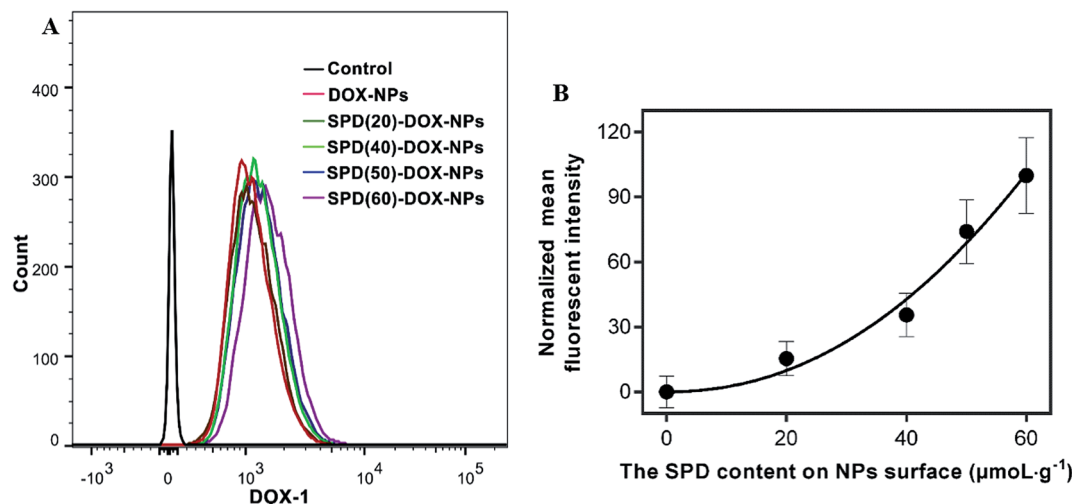 A
Control
DOX-NPs
SPD(20)-DOX-NPs
SPD(40)-DOX-NPs
SPD(50)-DOX-NPs
SPD(60)-DOX-NPs
Count
400
300
200
100
0
-10³ 0 10³ 10⁴ 10⁵
DOX-1
B
Normalized mean
fluorescent intensity
120
90
60
30
0
0 20 40 60
The SPD content on NPs surface (μmoL·g⁻¹)